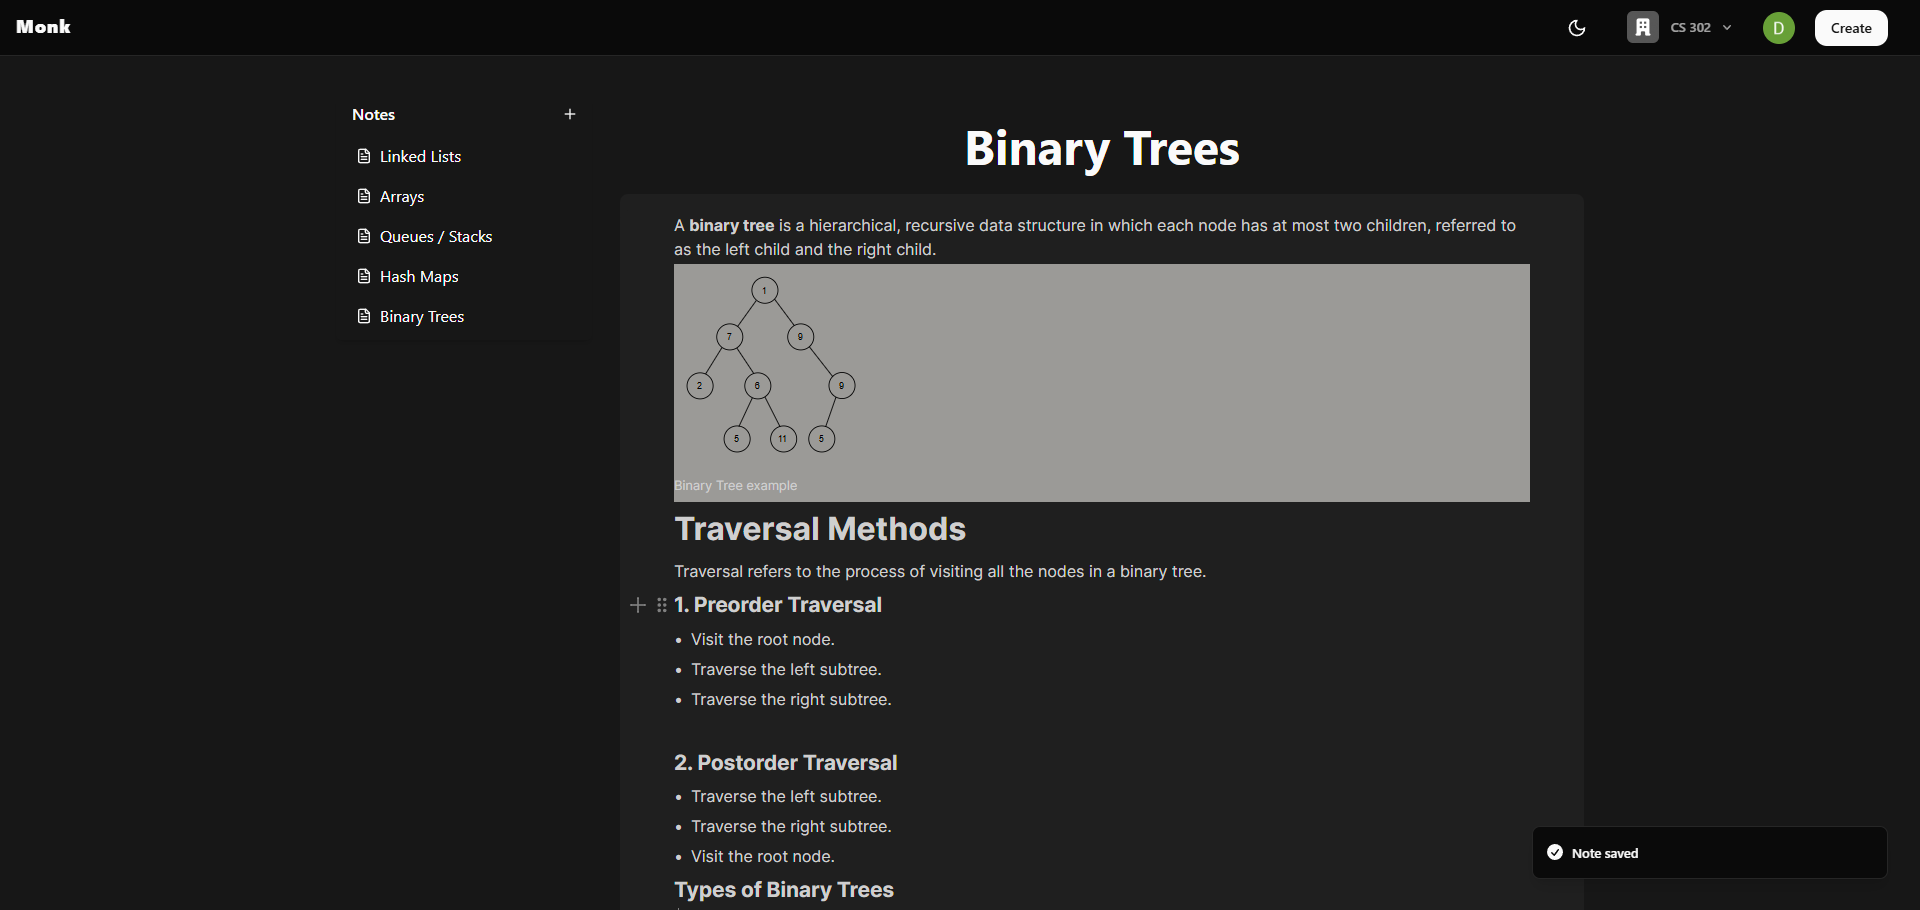 Monk
CS 302
D
Create
Notes
Linked Lists
Arrays
Queues / Stacks
Hash Maps
Binary Trees
Binary Trees
A binary tree is a hierarchical, recursive data structure in which each node has at most two children, referred to
as the left child and the right child.
1
7 9
2 6 9
5 11 5
Binary Tree example
Traversal Methods
Traversal refers to the process of visiting all the nodes in a binary tree.
1. Preorder Traversal
• Visit the root node.
• Traverse the left subtree.
• Traverse the right subtree.
2. Postorder Traversal
• Traverse the left subtree.
• Traverse the right subtree.
• Visit the root node.
Types of Binary Trees
Note saved